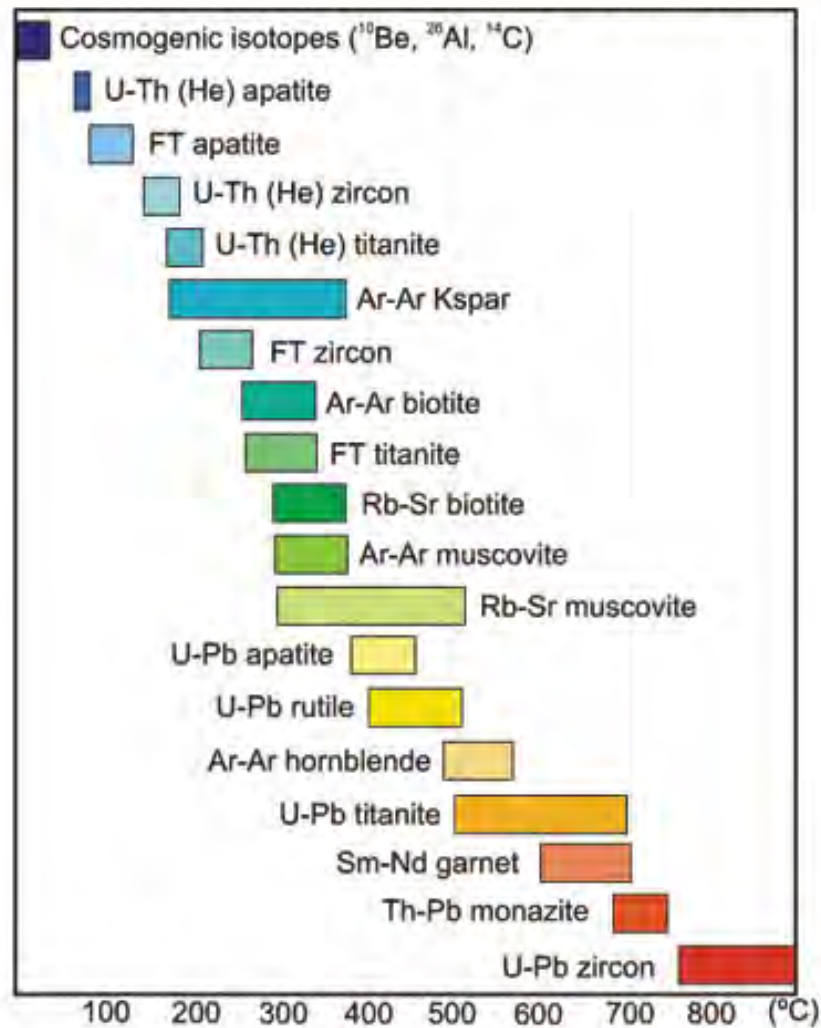 Cosmogenic isotopes (¹⁰Be, ²⁶Al, ¹⁴C)
U-Th (He) apatite
FT apatite
U-Th (He) zircon
U-Th (He) titanite
Ar-Ar Kspar
FT zircon
Ar-Ar biotite
FT titanite
Rb-Sr biotite
Ar-Ar muscovite
Rb-Sr muscovite
U-Pb apatite
U-Pb rutile
Ar-Ar hornblende
U-Pb titanite
Sm-Nd garnet
Th-Pb monazite
U-Pb zircon
100 200 300 400 500 600 700 800 (ºC)